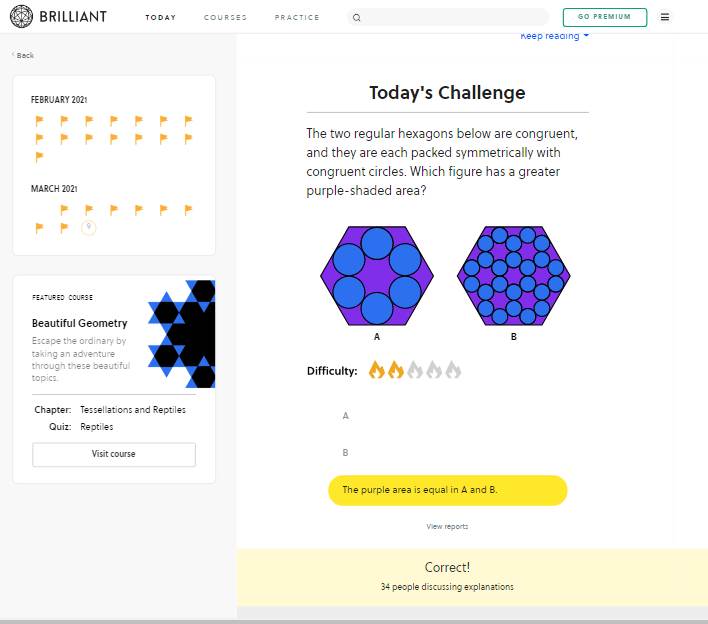 BRILLIANT
TODAY
COURSES
PRACTICE
GO PREMIUM
Back
Keep reading
FEBRUARY 2021
MARCH 2021
9
FEATURED COURSE
Beautiful Geometry
Escape the ordinary by
taking an adventure
through these beautiful
topics.
Chapter: Tessellations and Reptiles
Quiz: Reptiles
Visit course
Today's Challenge
The two regular hexagons below are congruent,
and they are each packed symmetrically with
congruent circles. Which figure has a greater
purple-shaded area?
A
B
Difficulty:
A
B
The purple area is equal in A and B.
View reports
Correct!
34 people discussing explanations